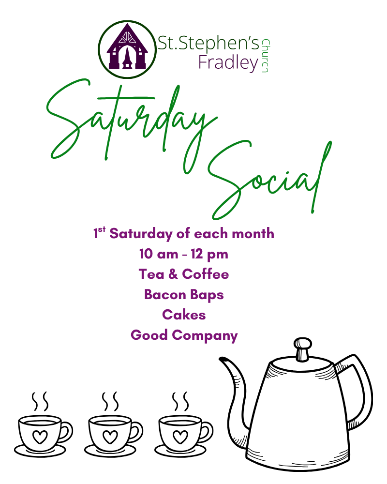 St.Stephen's
Fradley
Church
Saturday
Social
1st Saturday of each month
10 am - 12 pm
Tea & Coffee
Bacon Baps
Cakes
Good Company